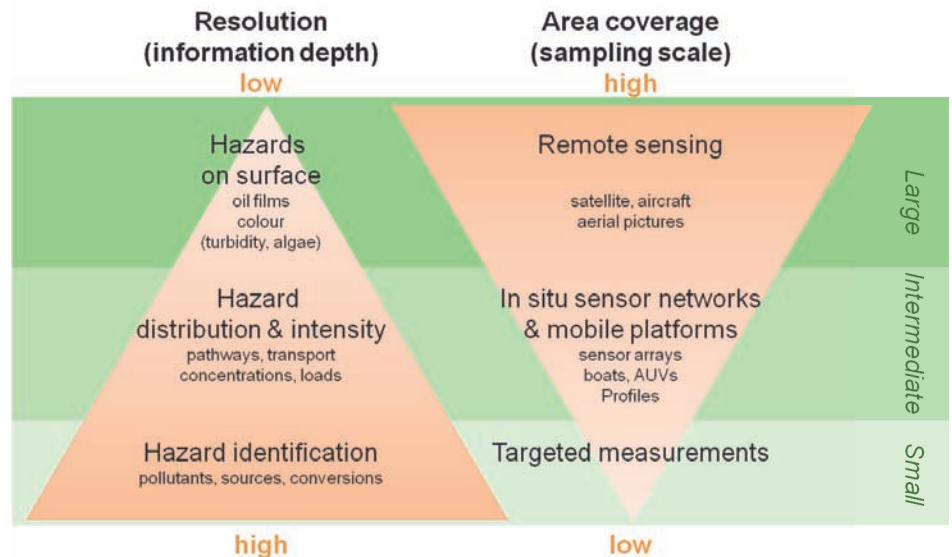 Resolution
(information depth)
low
Hazards
on surface
oil films
colour
(turbidity, algae)
Hazard
distribution & intensity
pathways, transport
concentrations, loads
Hazard identification
pollutants, sources, conversions
high
Area coverage
(sampling scale)
high
Remote sensing
satellite, aircraft
aerial pictures
In situ sensor networks
& mobile platforms
sensor arrays
boats, AUVs
Profiles
Targeted measurements
low
Large
Intermediate
Small